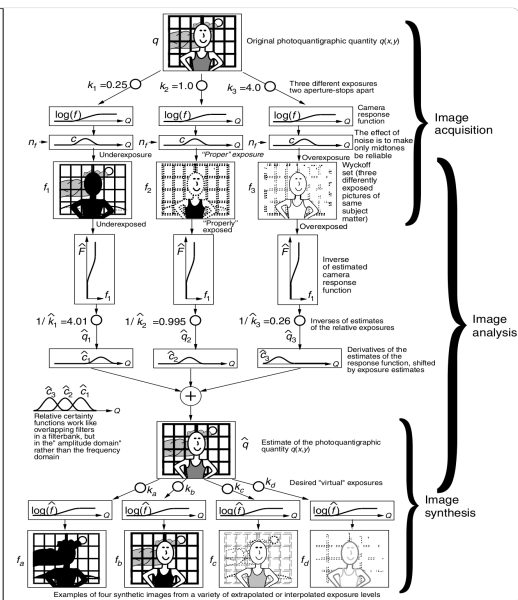 q
Original photoquantigraphic quantity q(x,y)
k1 =0.25
k2 =1.0
k3 =4.0
Three different exposures
two aperture-stops apart
log(f)
Q
log(f)
Q
log(f)
Q
Camera
response
function
nf
c
Q
nf
c
Q
nf
c
Q
The effect of
noise is to make
only midtones
be reliable
Image
acquisition
Underexposure
"Proper" exposure
Overexposure
f1
f2
f3
Wyckoff
set (three
differently
exposed
pictures of
same
subject
matter)
Underexposed
"Properly"
exposed
Overexposed
F̂
f1
F̂
f1
F̂
f1
Inverse
of estimated
camera
response
function
1/ k̂1 =4.01
1/ k̂2 =0.995
1/ k̂3 =0.26
Inverses of estimates
of the relative exposures
Image
analysis
q̂1
q̂2
q̂3
ĉ1
Q
ĉ2
Q
ĉ3
Q
Derivatives of the
estimates of the
response function, shifted
by exposure estimates
+
ĉ3 ĉ2 ĉ1
Q
Relative certainty
functions work like
overlapping filters
in a filterbank, but
in the" amplitude domain"
rather than the frequency
domain
q̂
Estimate of the photoquantigraphic
quantity q(x,y)
ka
kb
kc
kd
Desired "virtual" exposures
log(f̂)
Q
log(f̂)
Q
log(f̂)
Q
log(f̂)
Q
Image
synthesis
fa
fb
fc
fd
Examples of four synthetic images from a variety of extrapolated or interpolated exposure levels